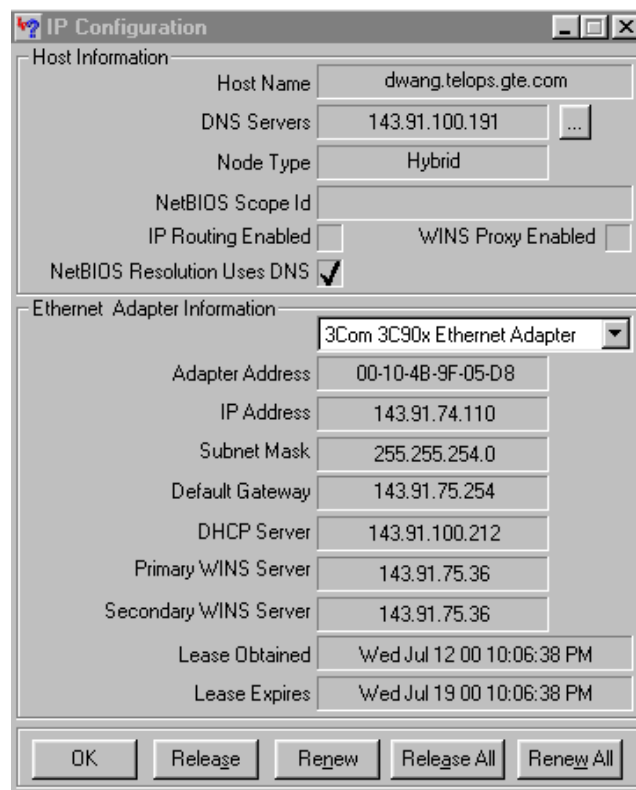 IP Configuration
Host Information
Host Name dwang.telops.gte.com
DNS Servers 143.91.100.191 ...
Node Type Hybrid
NetBIOS Scope Id
IP Routing Enabled WINS Proxy Enabled
NetBIOS Resolution Uses DNS
Ethernet Adapter Information
3Com 3C90x Ethernet Adapter
Adapter Address 00-10-4B-9F-05-D8
IP Address 143.91.74.110
Subnet Mask 255.255.254.0
Default Gateway 143.91.75.254
DHCP Server 143.91.100.212
Primary WINS Server 143.91.75.36
Secondary WINS Server 143.91.75.36
Lease Obtained Wed Jul 12 00 10:06:38 PM
Lease Expires Wed Jul 19 00 10:06:38 PM
OK Release Renew Release All Renew All